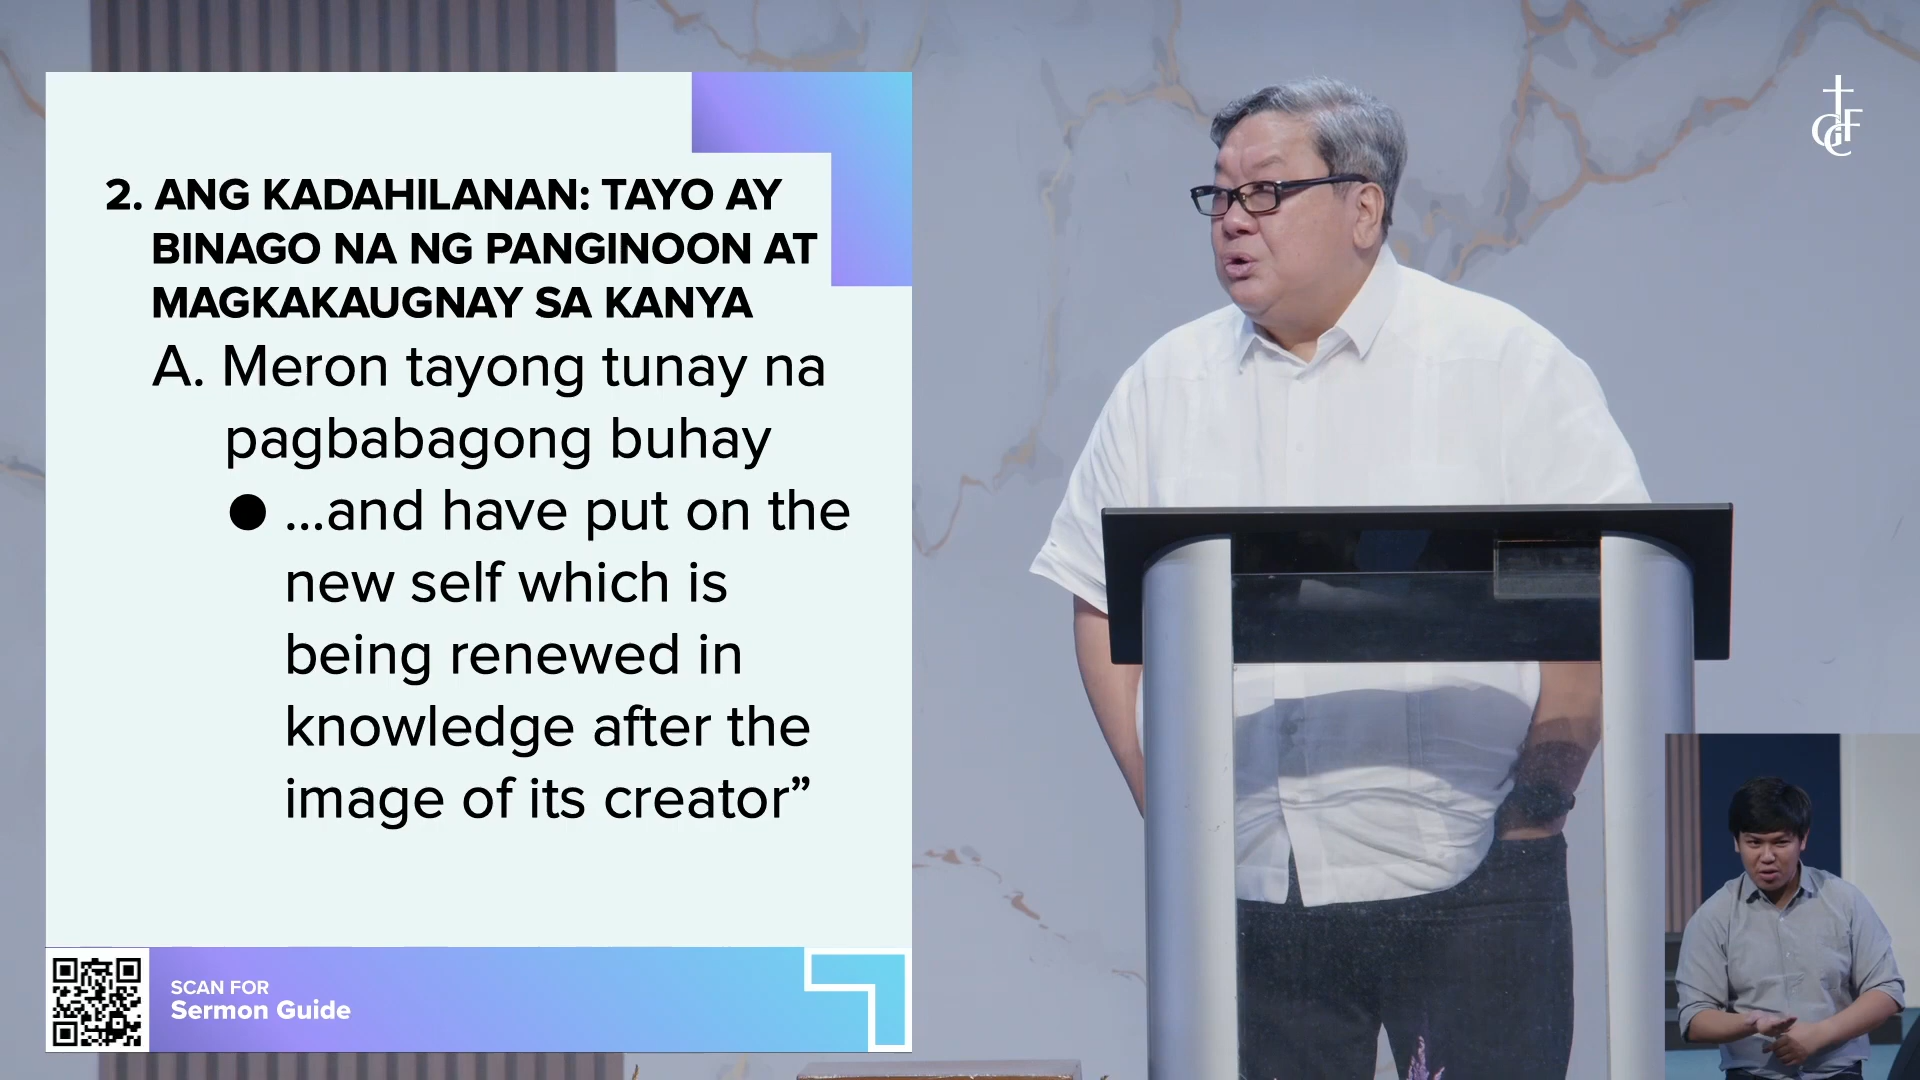 2. ANG KADAHILANAN: TAYO AY
BINAGO NA NG PANGINOON AT
MAGKAKAUGNAY SA KANYA
A. Meron tayong tunay na
pagbabagong buhay
● ...and have put on the
new self which is
being renewed in
knowledge after the
image of its creator”
SCAN FOR
Sermon Guide
GCF